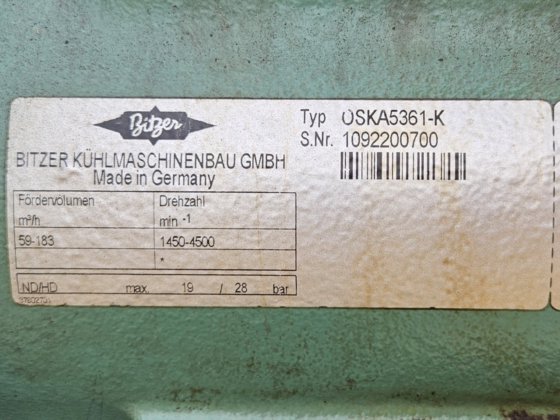 Bitzer
BITZER KÜHLMASCHINENBAU GMBH
Made in Germany
Typ OSKA5361-K
S.Nr. 1092200700
Fördervolumen Drehzahl
m³/h min -1
59-183 1450-4500
*
ND/HD max. 19 / 28 bar